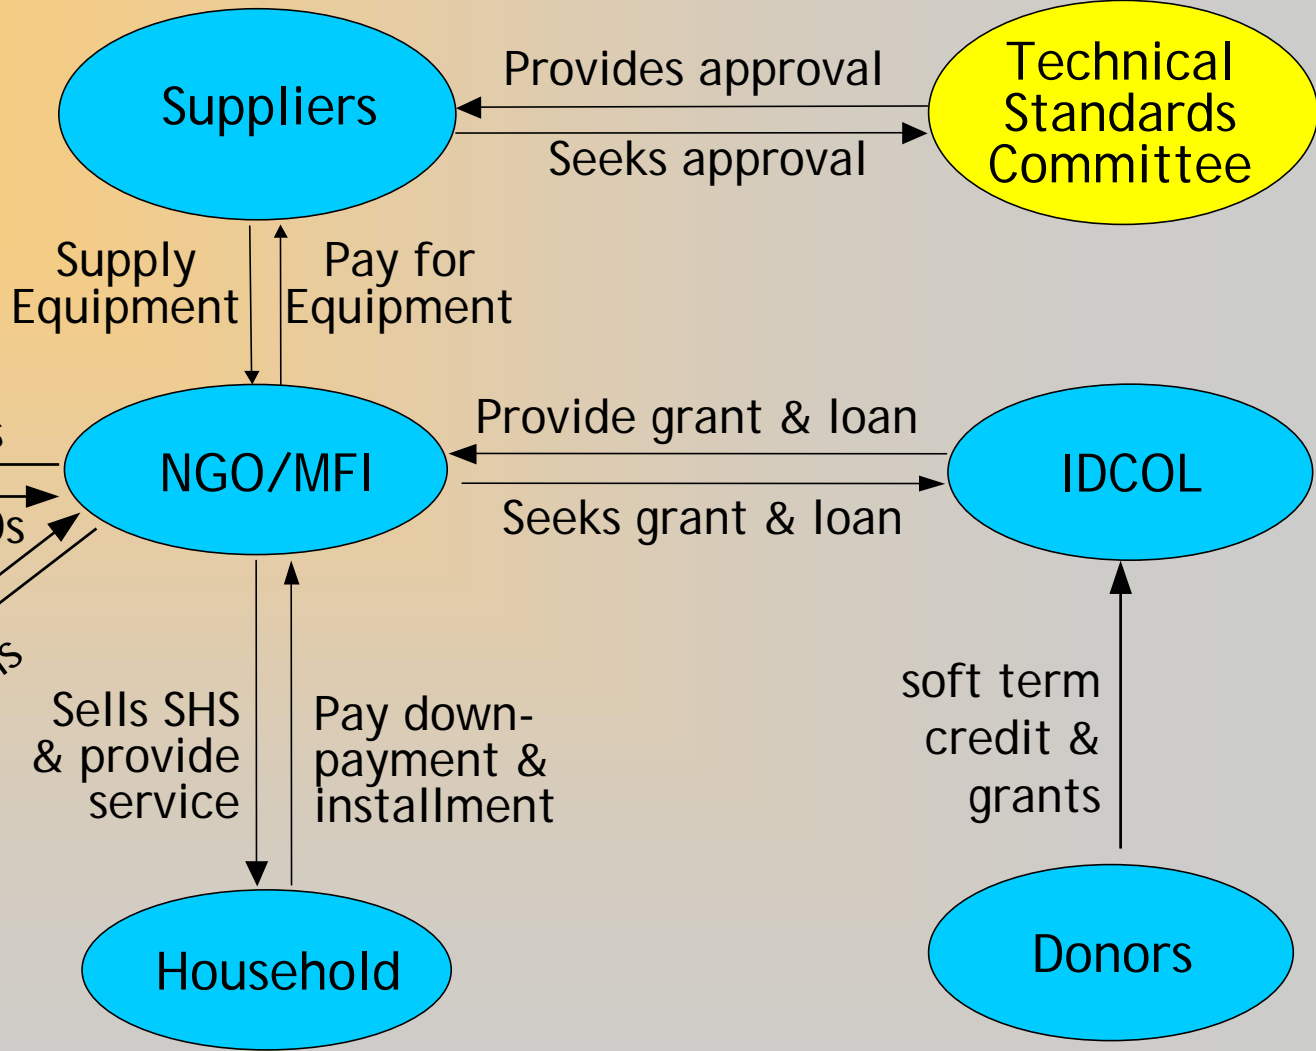 Suppliers
Provides approval
Seeks approval
Technical
Standards
Committee
Supply
Equipment
Pay for
Equipment
NGO/MFI
Provide grant & loan
Seeks grant & loan
IDCOL
Sells SHS
& provide
service
Pay down-
payment &
installment
soft term
credit &
grants
Household
Donors